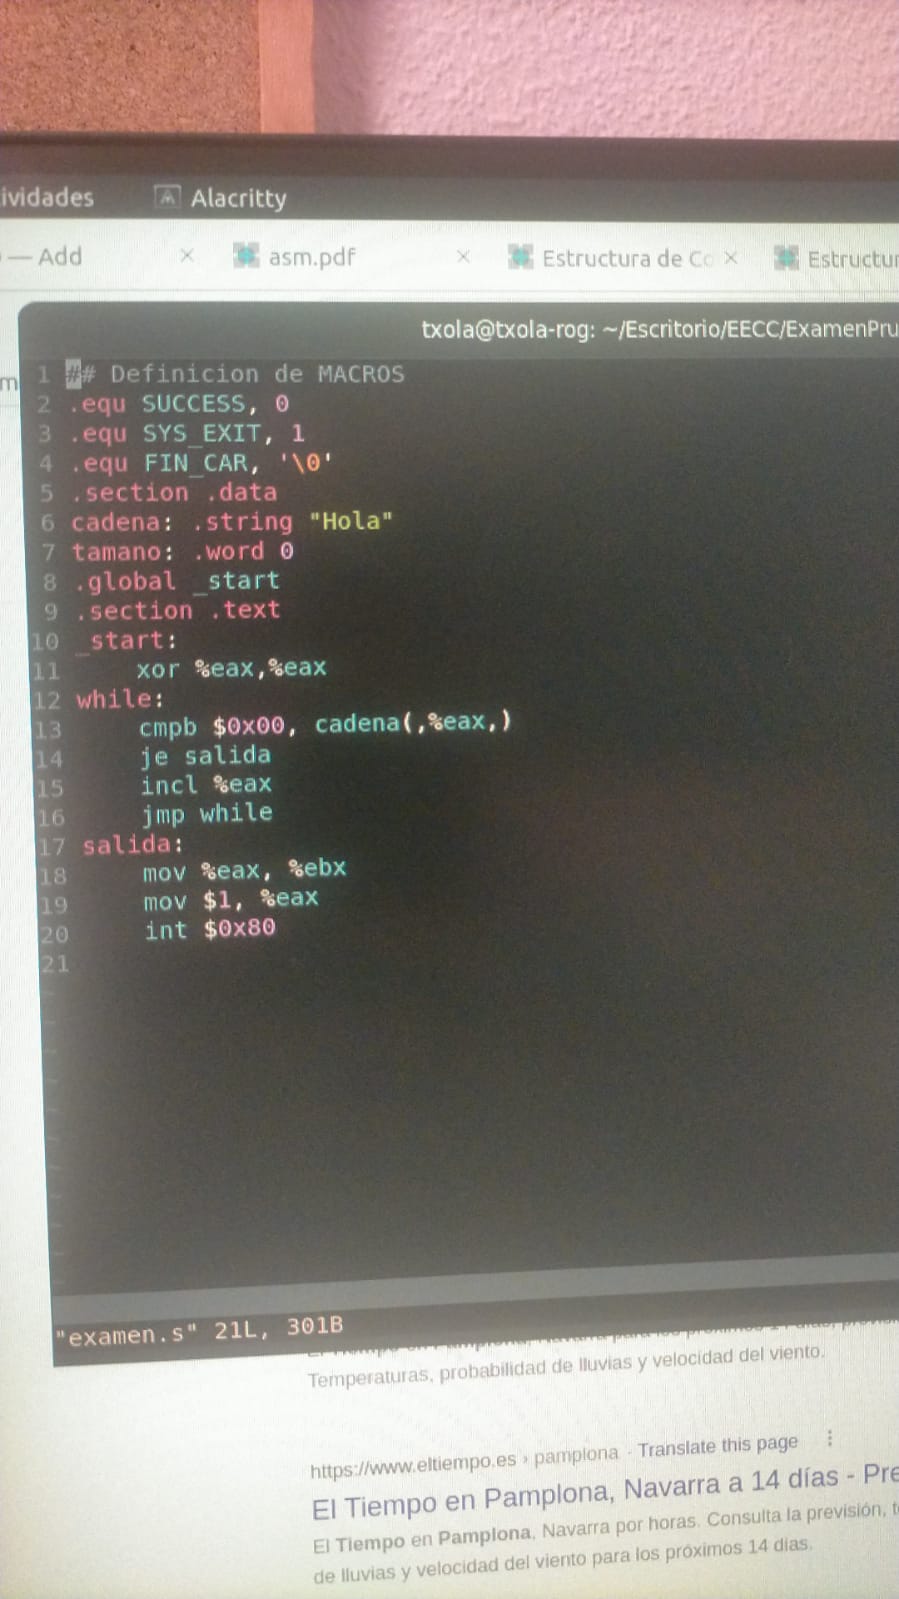 ividades Alacritty
— Add × asm.pdf × Estructura de Co × Estructur
txola@txola-rog: ~/Escritorio/EECC/ExamenPru
m
1 ## Definicion de MACROS
2 .equ SUCCESS, 0
3 .equ SYS_EXIT, 1
4 .equ FIN_CAR, '\0'
5 .section .data
6 cadena: .string "Hola"
7 tamano: .word 0
8 .global _start
9 .section .text
10 _start:
11 xor %eax,%eax
12 while:
13 cmpb $0x00, cadena(,%eax,)
14 je salida
15 incl %eax
16 jmp while
17 salida:
18 mov %eax, %ebx
19 mov $1, %eax
20 int $0x80
21
"examen.s" 21L, 301B
Temperaturas, probabilidad de lluvias y velocidad del viento.
https://www.eltiempo.es › pamplona · Translate this page
El Tiempo en Pamplona, Navarra a 14 días - Pre
El Tiempo en Pamplona, Navarra por horas. Consulta la previsión, t
de lluvias y velocidad del viento para los próximos 14 dias.